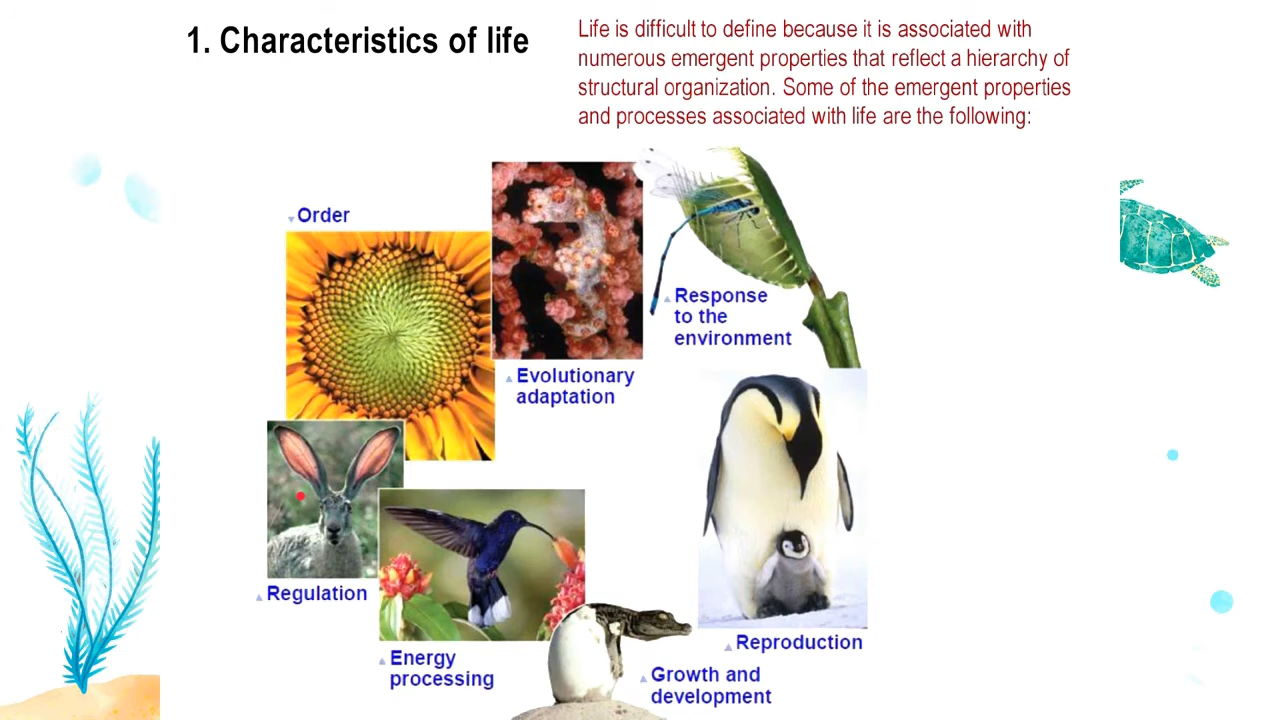 1. Characteristics of life
Life is difficult to define because it is associated with
numerous emergent properties that reflect a hierarchy of
structural organization. Some of the emergent properties
and processes associated with life are the following:
Order
Evolutionary
adaptation
Response
to the
environment
Regulation
Energy
processing
Growth and
development
Reproduction